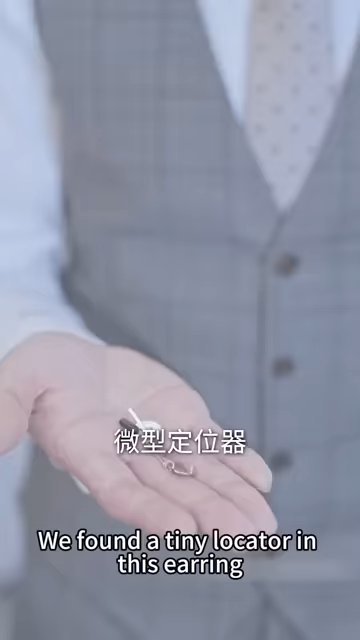 微型定位器
We found a tiny locator in
this earring